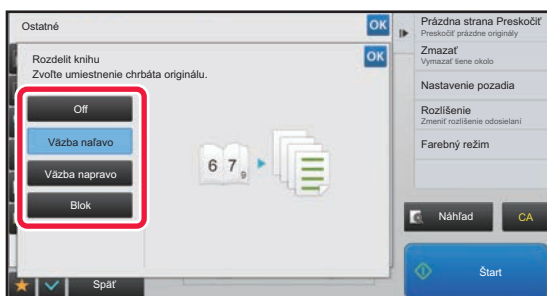 Ostatné
OK
Rozdeliť knihu
Zvoľte umiestnenie chrbáta originálu.
OK
Off
Väzba naľavo
Väzba napravo
Blok
6 7 9
Späť
Prázdna strana Preskočiť
Preskočiť prázdne originály
Zmazať
Vymazať tiene okolo
Nastavenie pozadia
Rozlíšenie
Zmeniť rozlíšenie odosielaní
Farebný režim
Náhľad
CA
Štart